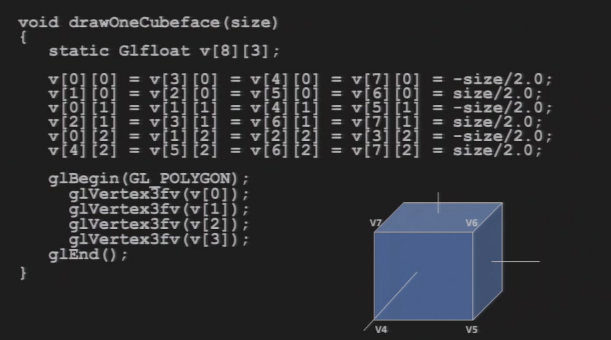 void drawOneCubeface(size)
{
static Glfloat v[8][3];
v[0][0] = v[3][0] = v[4][0] = v[7][0] = -size/2.0;
v[1][0] = v[2][0] = v[5][0] = v[6][0] = size/2.0;
v[0][1] = v[1][1] = v[4][1] = v[5][1] = -size/2.0;
v[2][1] = v[3][1] = v[6][1] = v[7][1] = size/2.0;
v[0][2] = v[1][2] = v[2][2] = v[3][2] = -size/2.0;
v[4][2] = v[5][2] = v[6][2] = v[7][2] = size/2.0;
glBegin(GL_POLYGON);
glVertex3fv(v[0]);
glVertex3fv(v[1]);
glVertex3fv(v[2]);
glVertex3fv(v[3]);
glEnd();
}
V7 V6
V4 V5